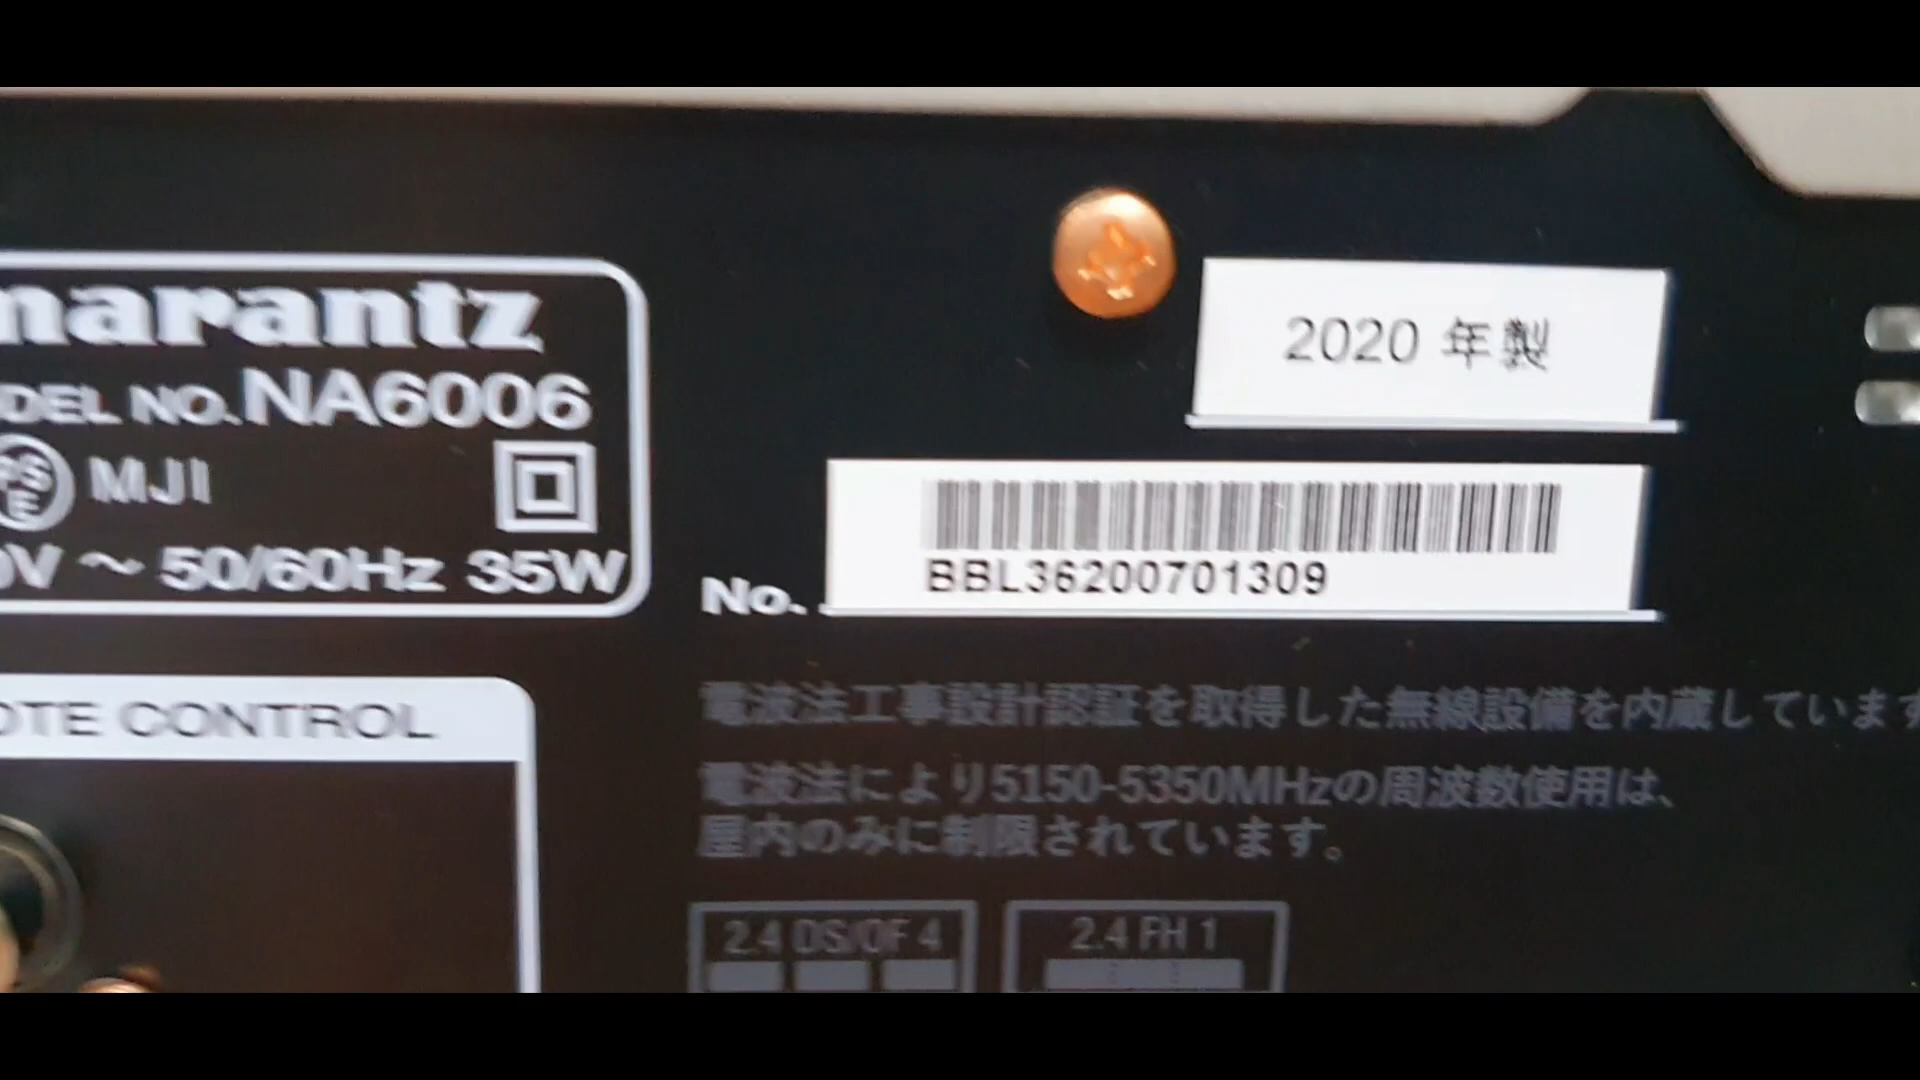 marantz
DEL NO. NA6006
PSE MJI
0V ~ 50/60Hz 35W
2020 年製
BBL36200701309
No.
OTE CONTROL
電波法工事設計認証を取得した無線設備を内蔵しています
電波法により5150-5350MHzの周波数使用は、
屋内のみに制限されています。
2.4 DS/OF 4
2.4 FH 1